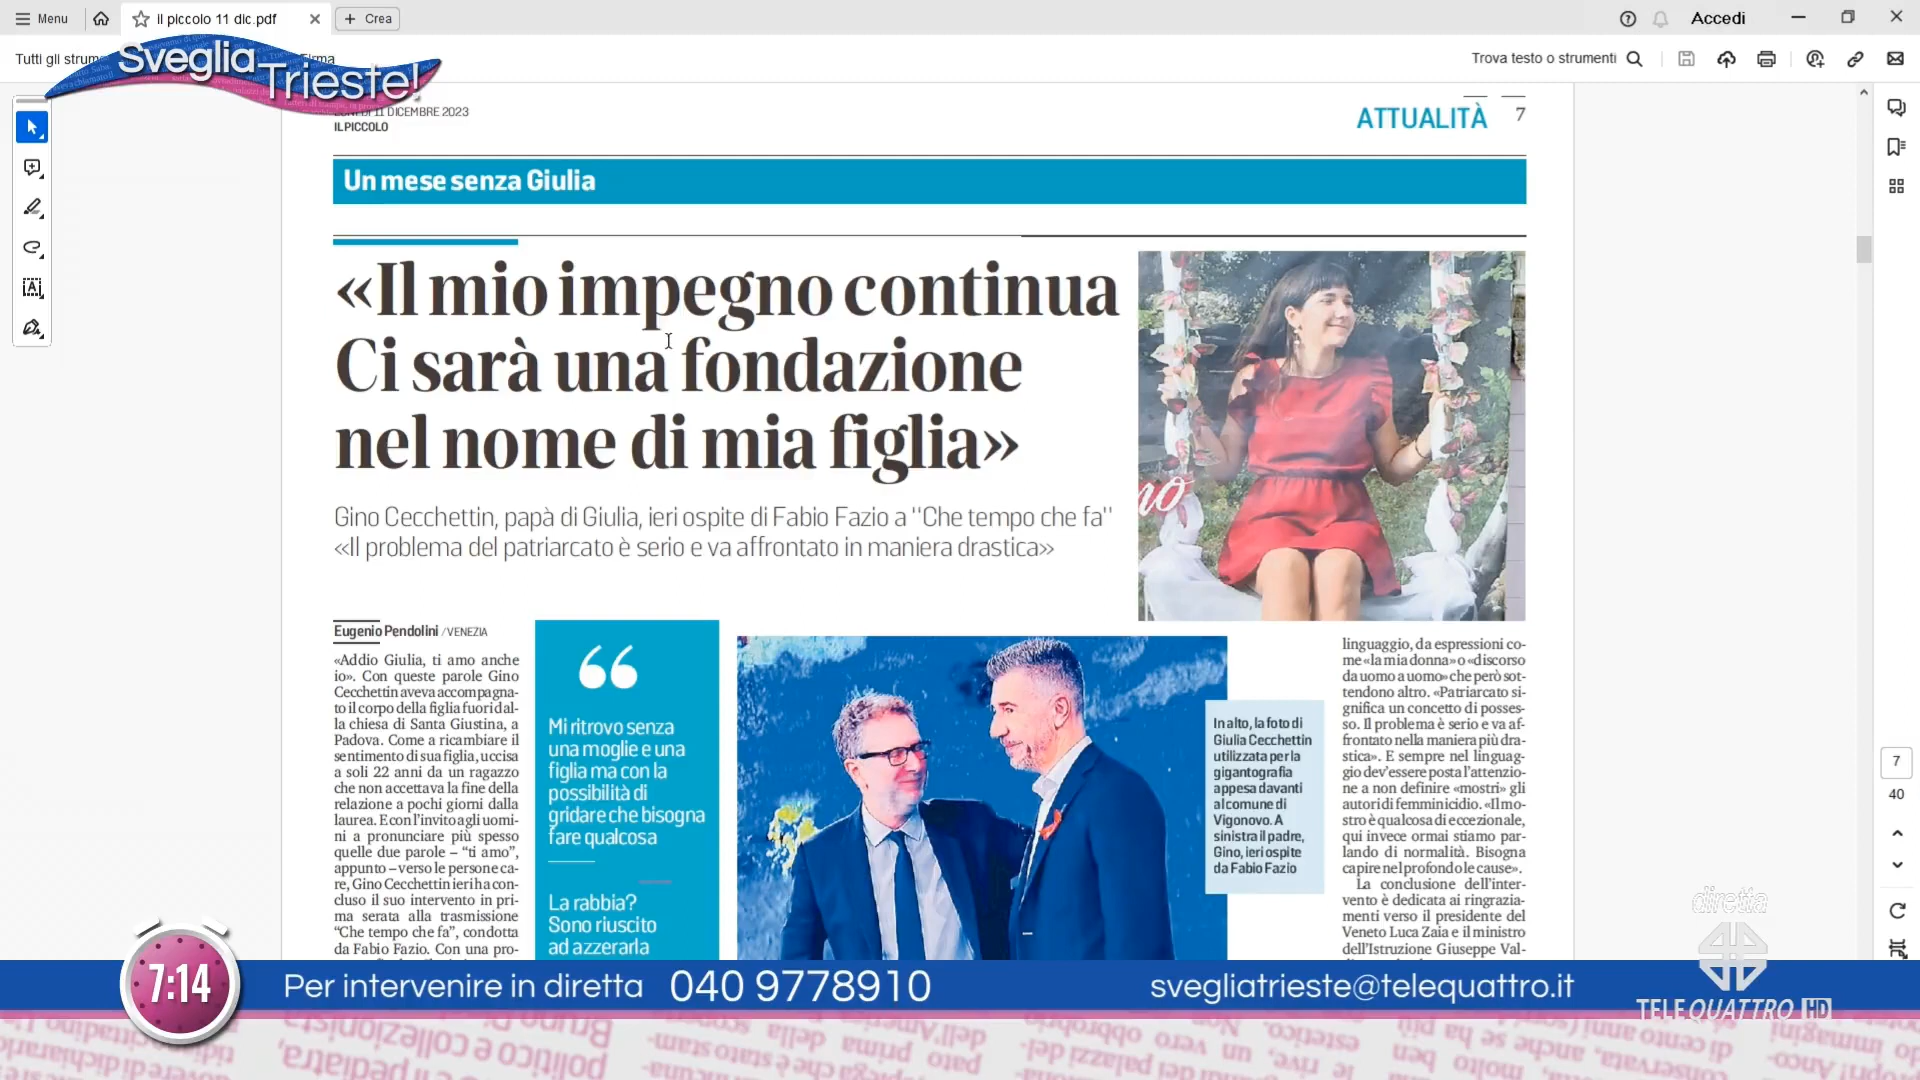 Menu
il piccolo 11 dic.pdf
Crea
Accedi
Tutti gli strum
Firma
Trova testo o strumenti
Sveglia
Trieste!
LUNEDÌ 11 DICEMBRE 2023
IL PICCOLO
ATTUALITÀ
7
Un mese senza Giulia
«Il mio impegno continua
Ci sarà una fondazione
nel nome di mia figlia»
Gino Cecchettin, papà di Giulia, ieri ospite di Fabio Fazio a "Che tempo che fa"
«Il problema del patriarcato è serio e va affrontato in maniera drastica»
Eugenio Pendolini / VENEZIA
«Addio Giulia, ti amo anche
io». Con queste parole Gino
Cecchettin aveva accompagna-
to il corpo della figlia fuori dal-
la chiesa di Santa Giustina, a
Padova. Come a ricambiare il
sentimento di sua figlia, uccisa
a soli 22 anni da un ragazzo
che non accettava la fine della
relazione a pochi giorni dalla
laurea. E con l'invito agli uomi-
ni a pronunciare più spesso
quelle due parole – "ti amo",
appunto – verso le persone ca-
re, Gino Cecchettin ieri ha con-
cluso il suo intervento in pri-
ma serata alla trasmissione
"Che tempo che fa", condotta
da Fabio Fazio. Con una pro-
Mi ritrovo senza
una moglie e una
figlia ma con la
possibilità di
gridare che bisogna
fare qualcosa
La rabbia?
Sono riuscito
ad azzerarla
In alto, la foto di
Giulia Cecchettin
utilizzata per la
gigantografia
appesa davanti
al comune di
Vigonovo. A
sinistra il padre,
Gino, ieri ospite
da Fabio Fazio
linguaggio, da espressioni co-
me «la mia donna» o «discorso
da uomo a uomo» che però sot-
tendono altro. «Patriarcato si-
gnifica un concetto di posses-
so. Il problema è serio e va af-
frontato nella maniera più dra-
stica». E sempre nel linguag-
gio dev'essere posta l'attenzio-
ne a non definire «mostri» gli
autori di femminicidio. «Il mo-
stro è qualcosa di eccezionale,
qui invece ormai stiamo par-
lando di normalità. Bisogna
capire nel profondo le cause».
La conclusione dell'inter-
vento è dedicata ai ringrazia-
menti verso il presidente del
Veneto Luca Zaia e il ministro
dell'Istruzione Giuseppe Val-
7
40
diretta
7:14
Per intervenire in diretta 040 9778910
svegliatrieste@telequattro.it
TELEQUATTRO HD